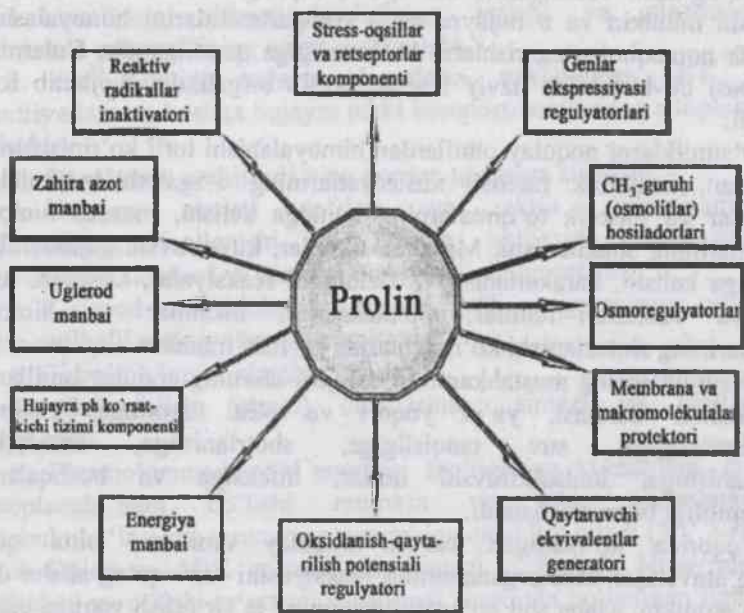 Stress-oqsillar
va retseptorlar
komponenti
Reaktiv
radikallar
inaktivatori
Genlar
ekspressiyasi
regulyatorlari
Zahira azot
manbai
CH₃-guruhi
(osmolitlar)
hosiladorlari
Uglerod
manbai
Prolin
Osmoregulyatorlar
Hujayra ph ko`rsat-
kichi tizimi komponenti
Membrana va
makromolekulalar
protektori
Energiya
manbai
Oksidlanish-qayta-
rilish potensiali
regulyatori
Qaytaruvchi
ekvivalentlar
generatori